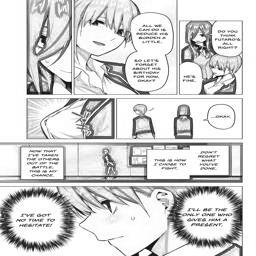 DO YOU
THINK
FUTARO'S
ALL
RIGHT?
HE'S
FINE.
ALL WE
CAN DO IS
REDUCE HIS
BURDEN A
LITTLE.
SO LET'S
FORGET
ABOUT HIS
BIRTHDAY
FOR NOW,
OKAY?
...OKAY.
DON'T
REGRET
WHAT
YOU'VE
DONE.
THIS IS HOW
I CHOSE TO
FIGHT.
NOW THAT
I'VE TAKEN
THE OTHERS
OUT OF THE
BATTLE,
THIS IS MY
CHANCE.
I'LL BE THE
ONLY ONE
WHO GIVES HIM A
PRESENT.
I'VE GOT
NO TIME TO
HESITATE!